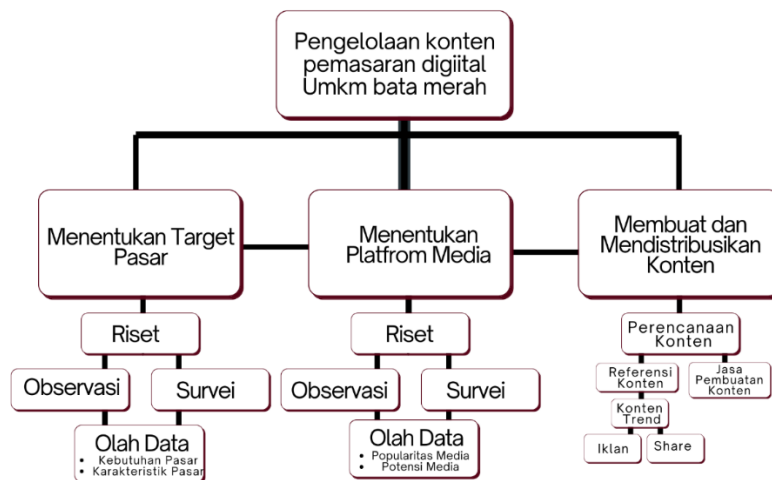 Pengelolaan konten
pemasaran digiital
Umkm bata merah
Menentukan Target
Pasar
Menentukan
Platfrom Media
Membuat dan
Mendistribusikan
Konten
Riset
Observasi
Survei
Olah Data
• Kebutuhan Pasar
• Karakteristik Pasar
Riset
Observasi
Survei
Olah Data
• Popularitas Media
• Potensi Media
Perencanaan
Konten
Referensi
Konten
Jasa
Pembuatan
Konten
Konten
Trend
Iklan
Share